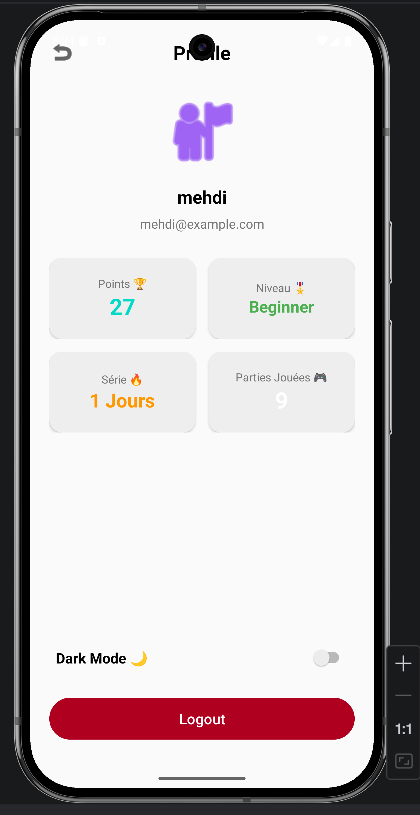 Profile
mehdi
mehdi@example.com
Points 🏆
27
Niveau 🎖️
Beginner
Série 🔥
1 Jours
Parties Jouées 🎮
9
Dark Mode 🌙
Logout
1:1